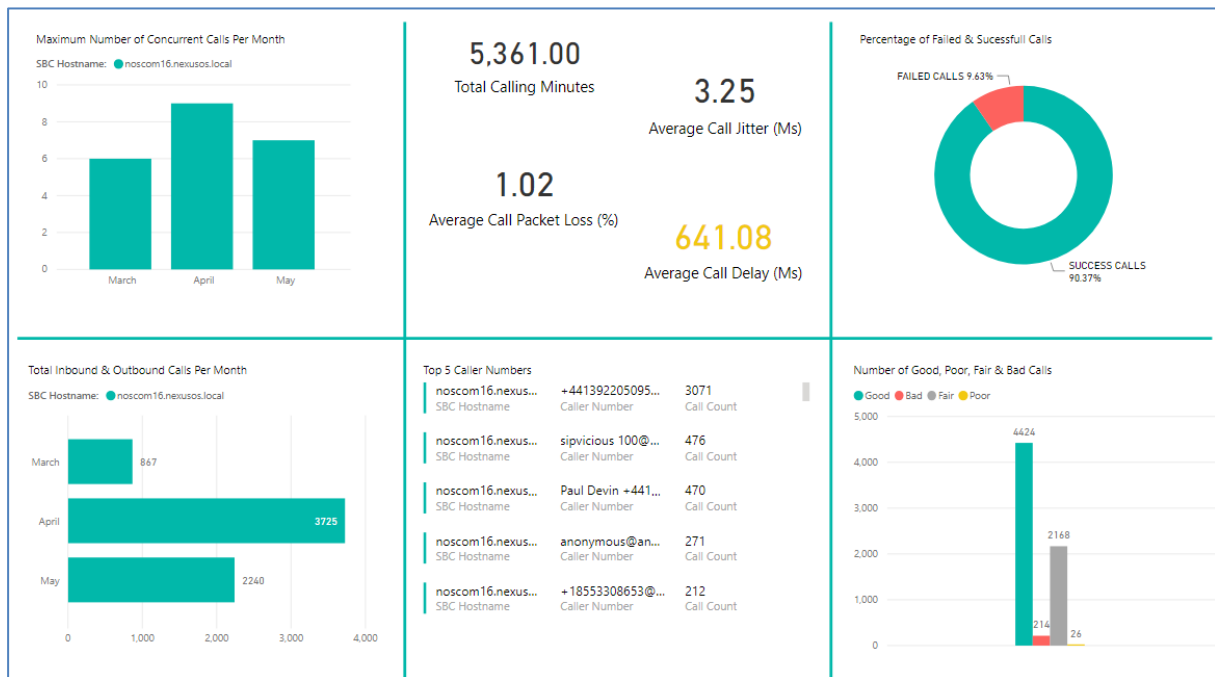 Maximum Number of Concurrent Calls Per Month
SBC Hostname: noscom16.nexusos.local
10
8
6
4
2
0
March April May
5,361.00
Total Calling Minutes
3.25
Average Call Jitter (Ms)
1.02
Average Call Packet Loss (%)
641.08
Average Call Delay (Ms)
Percentage of Failed & Sucessfull Calls
FAILED CALLS 9.63%
SUCCESS CALLS
90.37%
Total Inbound & Outbound Calls Per Month
SBC Hostname: noscom16.nexusos.local
March 867
April 3725
May 2240
0 1,000 2,000 3,000 4,000
Top 5 Caller Numbers
noscom16.nexus... +441392205095... 3071
SBC Hostname Caller Number Call Count
noscom16.nexus... sipvicious 100@... 476
SBC Hostname Caller Number Call Count
noscom16.nexus... Paul Devin +441... 470
SBC Hostname Caller Number Call Count
noscom16.nexus... anonymous@an... 271
SBC Hostname Caller Number Call Count
noscom16.nexus... +18553308653@... 212
SBC Hostname Caller Number Call Count
Number of Good, Poor, Fair & Bad Calls
Good Bad Fair Poor
5,000
4424
4,000
3,000
2168
2,000
1,000
214
26
0